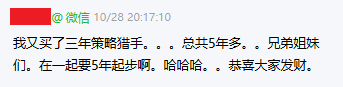 @ 微信 10/28 20:17:10
我又买了三年策略猎手。。。总共5年多。。兄弟姐妹
们。在一起要5年起步啊。哈哈哈。。恭喜大家发财。